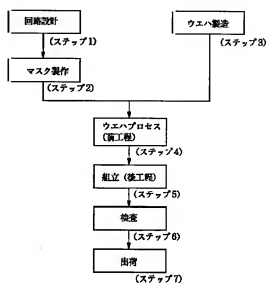 回路設計
(ステップ1)
ウエハ製造
(ステップ3)
マスク製作
(ステップ2)
ウエハプロセス
(前工程)
(ステップ4)
組立 (後工程)
(ステップ5)
検査
(ステップ6)
出荷
(ステップ7)